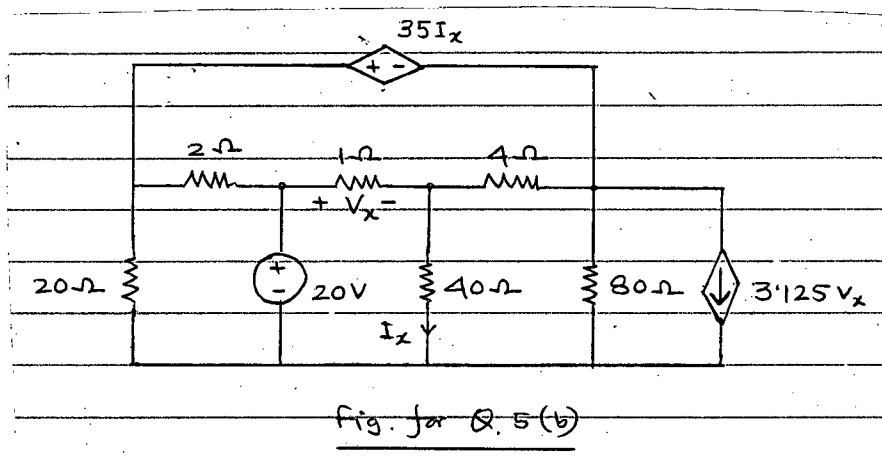 35Iₓ
+ -
2Ω 1Ω 4Ω
+ Vₓ -
20Ω + - 20V 40Ω 80Ω 3.125Vₓ
Iₓ
Fig. for Q. 5(b)